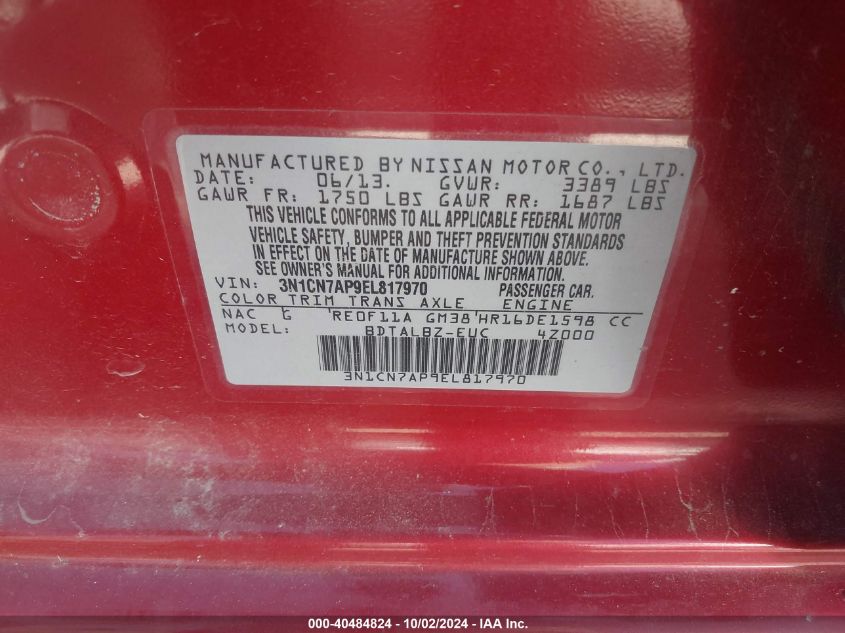 MANUFACTURED BY NISSAN MOTOR CO., LTD.
DATE: 06/13. GVWR: 3389 LBS
GAWR FR: 1750 LBS GAWR RR: 1687 LBS
THIS VEHICLE CONFORMS TO ALL APPLICABLE FEDERAL MOTOR
VEHICLE SAFETY, BUMPER AND THEFT PREVENTION STANDARDS
IN EFFECT ON THE DATE OF MANUFACTURE SHOWN ABOVE.
SEE OWNER'S MANUAL FOR ADDITIONAL INFORMATION
VIN: 3N1CN7AP9EL817970 PASSENGER CAR.
COLOR TRIM TRANS AXLE ENGINE
NAC G RE0F11A GM38 HR16DE1598 CC
MODEL: BDTALBZ-EUC 4Z000
3N1CN7AP9EL817970
000-40484824 - 10/02/2024 - IAA Inc.